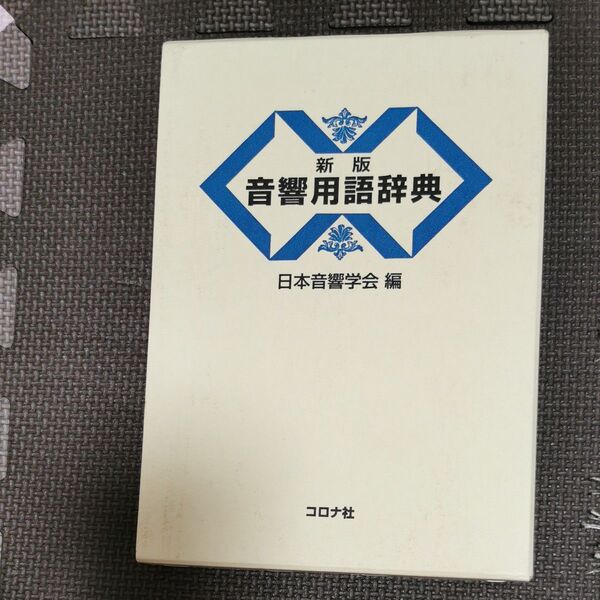 新版
音響用語辞典
日本音響学会 編
コロナ社